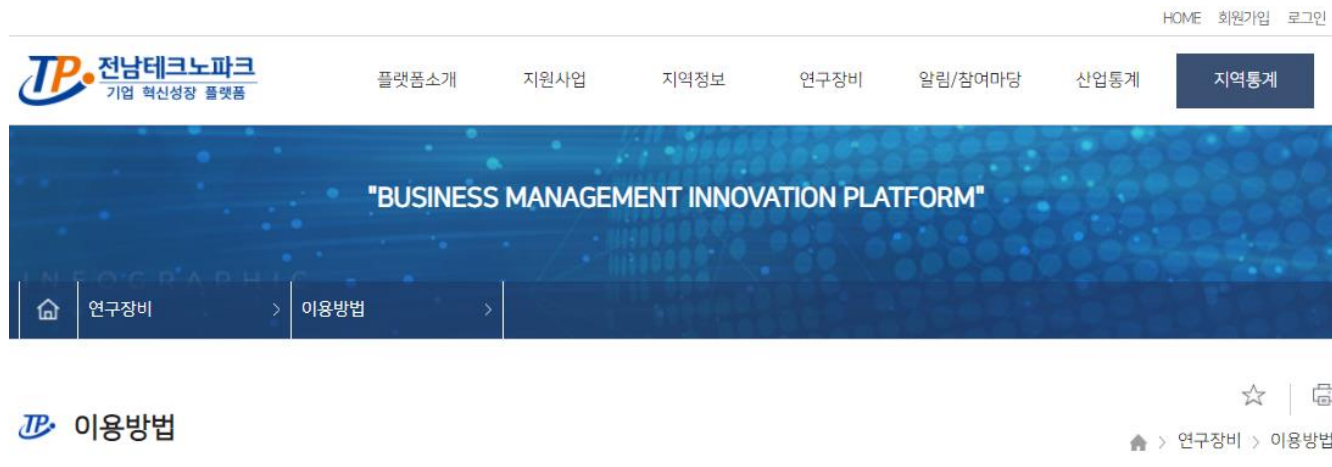 HOME 회원가입 로그인
TP 전남테크노파크
기업 혁신성장 플랫폼
플랫폼소개 지원사업 지역정보 연구장비 알림/참여마당 산업통계 지역통계
"BUSINESS MANAGEMENT INNOVATION PLATFORM"
INFOGRAPHIC
연구장비 > 이용방법 >
TP 이용방법
> 연구장비 > 이용방법